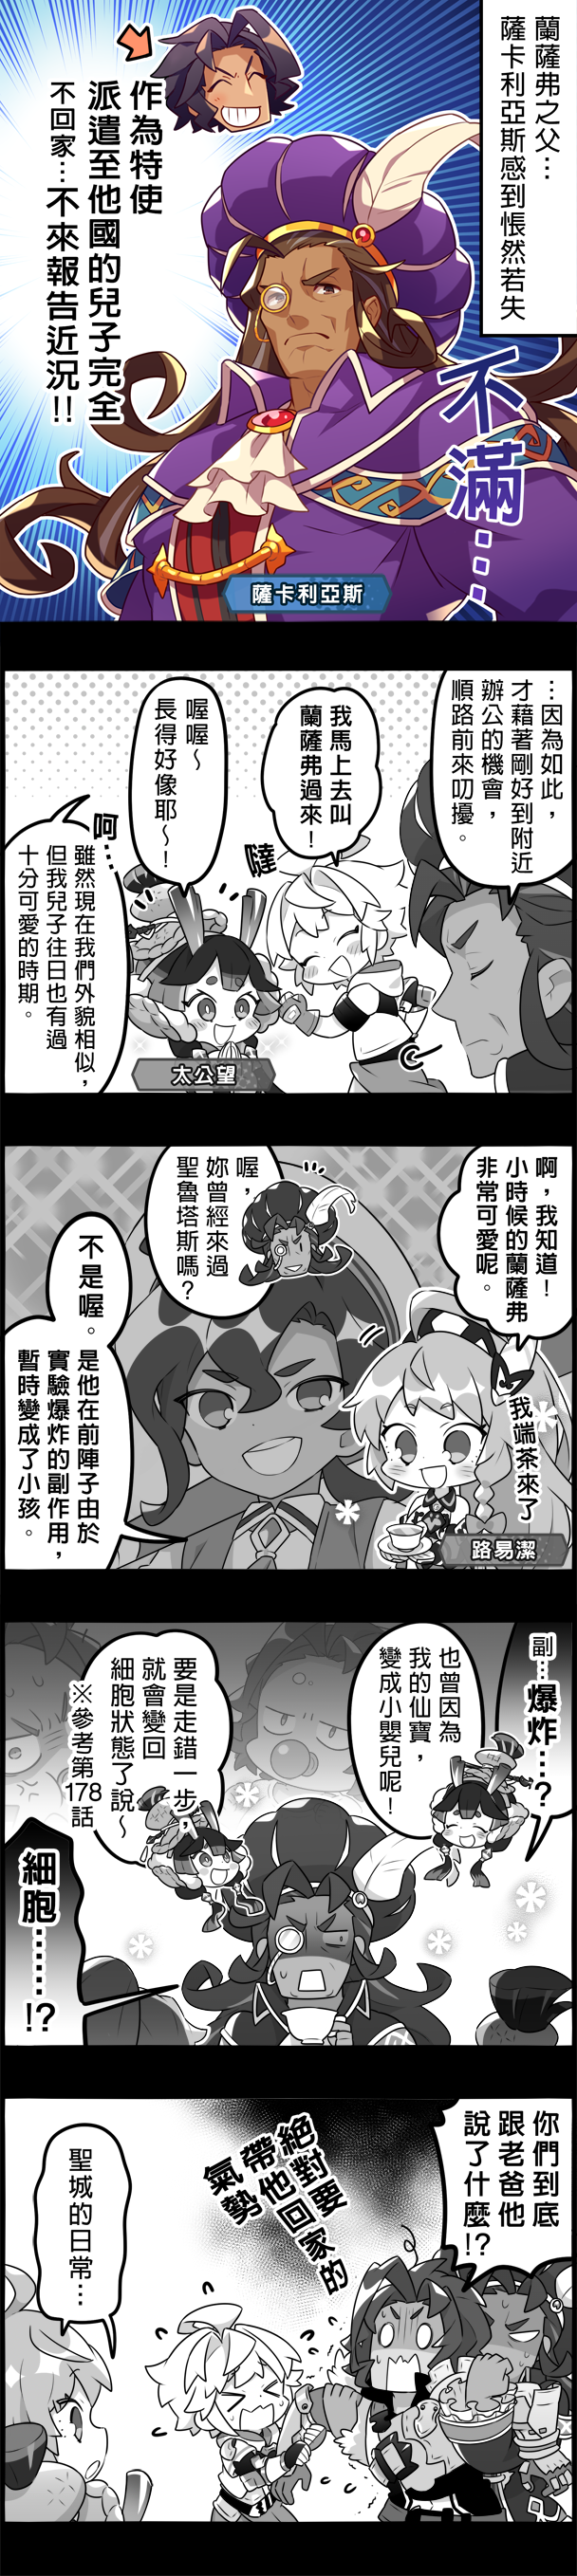 蘭薩弗之父…
薩卡利亞斯感到悵然若失
作為特使
派遣至他國的兒子完全
不回家…不來報告近況!!
不滿…
薩卡利亞斯
…因為如此，
才藉著剛好到附近
辦公的機會，
順路前來叨擾。
我馬上去叫
蘭薩弗過來！
噠
喔喔～
長得好像耶～！
呵…
雖然現在我們外貌相似，
但我兒子往日也有過
十分可愛的時期。
太公望
啊，我知道！
小時候的蘭薩弗
非常可愛呢。
我端茶來了
路易潔
喔，
妳曾經來過
聖魯塔斯嗎？
不是喔。
是他在前陣子由於
實驗爆炸的副作用，
暫時變成了小孩。
副…爆炸…？
也曾因為
我的仙寶，
變成小嬰兒呢！
要是走錯一步，
就會變回
細胞狀態了說～
※參考第178話
細胞……!?
你們到底
跟老爸他
說了什麼!?
絕對要
帶他回家的
氣勢
聖城的日常…